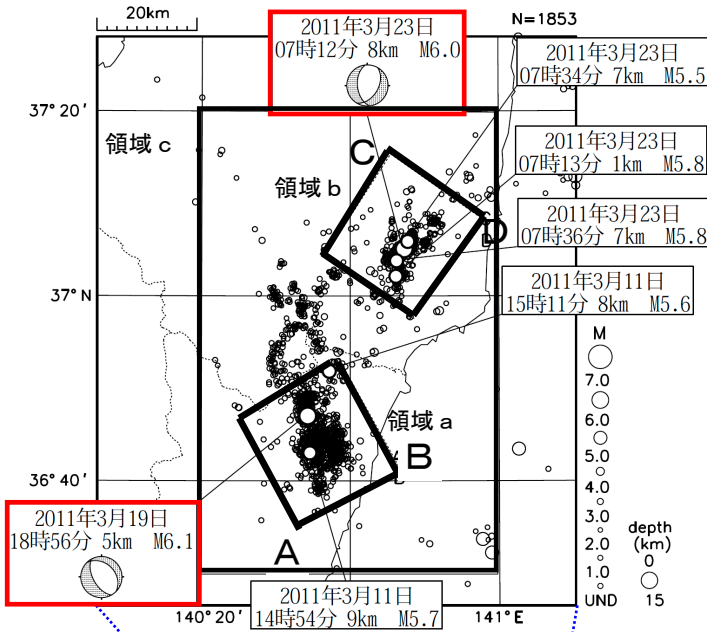 20km
N=1853
2011年3月23日
07時12分 8km M6.0
2011年3月23日
07時34分 7km M5.5
37°20′
領域c
C
2011年3月23日
07時13分 1km M5.8
領域b
D
2011年3月23日
07時36分 7km M5.8
2011年3月11日
15時11分 8km M5.6
37°N
M
7.0
6.0
5.0
4.0
3.0
2.0
1.0
UND
depth
(km)
0
15
領域a
B
36°40′
2011年3月19日
18時56分 5km M6.1
A
2011年3月11日
14時54分 9km M5.7
140°20′
141°E